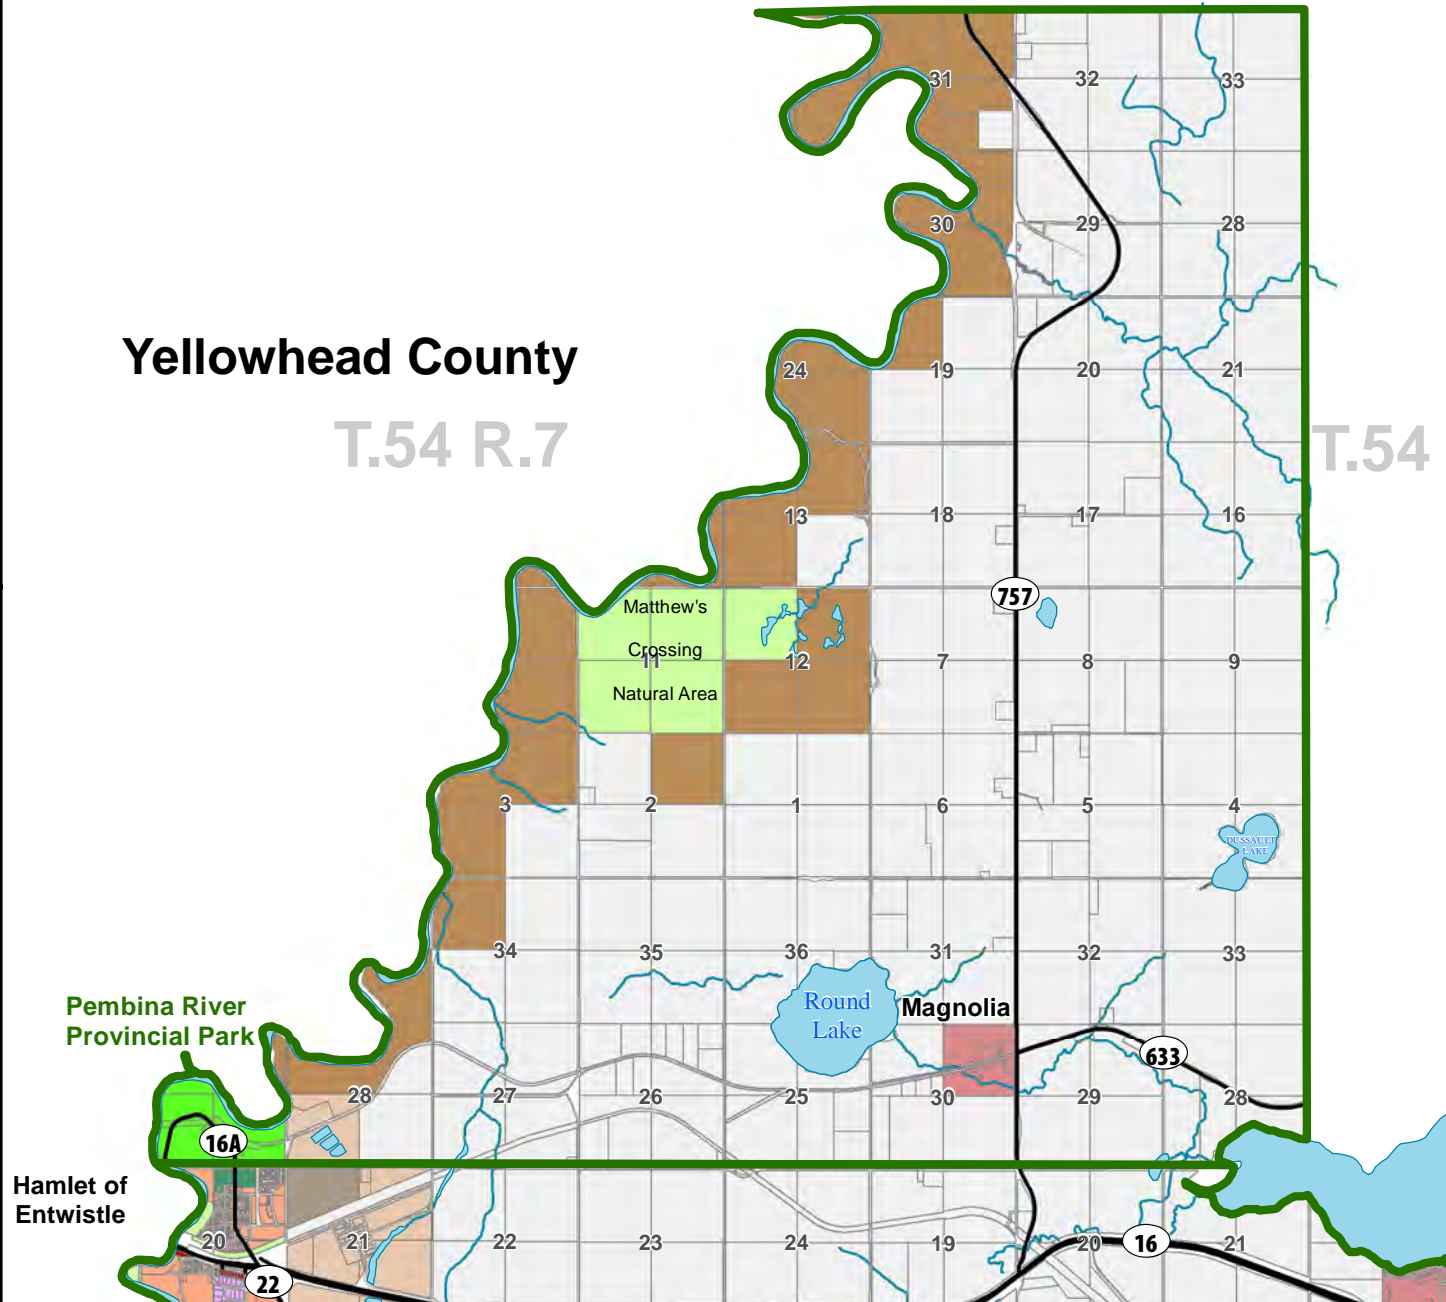 31 32 33
30 29 28
Yellowhead County
24 19 20 21
T.54 R.7
T.54
13 18 17 16
757
Matthew's
Crossing
11 12 7 8 9
Natural Area
3 2 1 6 5 4
DUSSAULT
LAKE
34 35 36 31 32 33
Round
Lake
Magnolia
Pembina River
Provincial Park
633
28 27 26 25 30 29 28
16A
Hamlet of
Entwistle
20 21 22 23 24 19 20 16 21
22